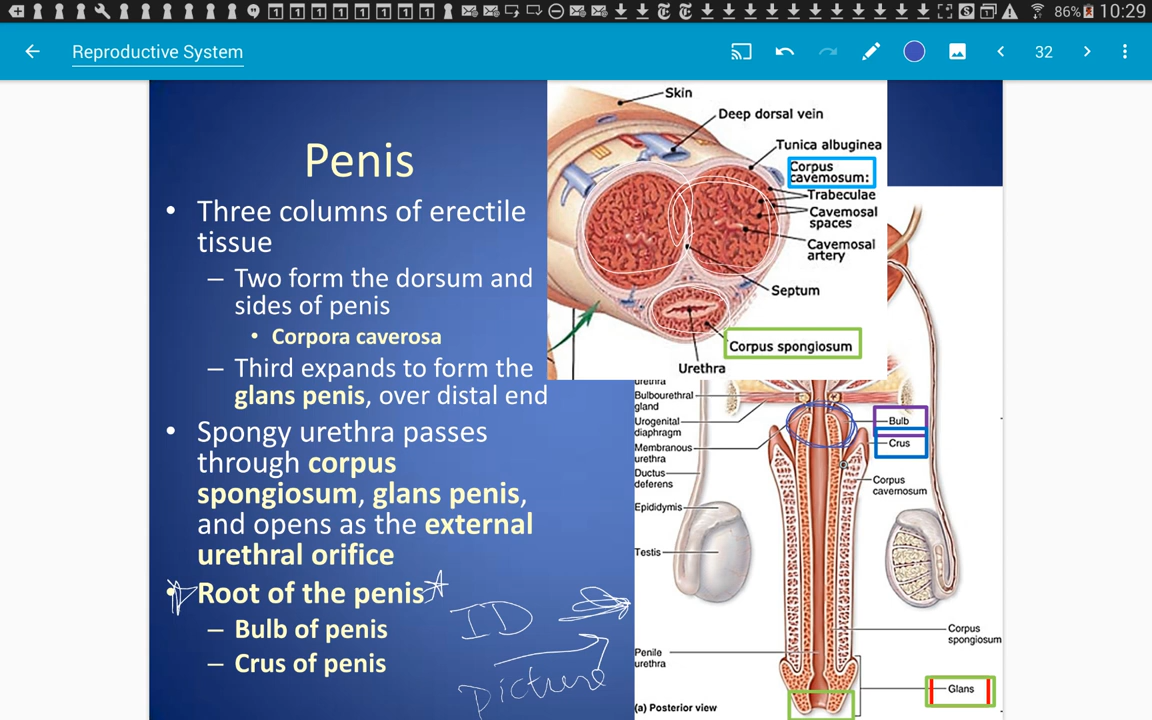 86% 10:29
Reproductive System
32
Penis
• Three columns of erectile
tissue
– Two form the dorsum and
sides of penis
• Corpora caverosa
– Third expands to form the
glans penis, over distal end
• Spongy urethra passes
through corpus
spongiosum, glans penis,
and opens as the external
urethral orifice
• Root of the penis
– Bulb of penis
– Crus of penis
ID
Picture
Skin
Deep dorsal vein
Tunica albuginea
Corpus
cavemosum:
Trabeculae
Cavemosal
spaces
Cavemosal
artery
Septum
Corpus spongiosum
Urethra
urethra
Bulbourethral
gland
Urogenital
diaphragm
Membranous
urethra
Ductus
deferens
Epididymis
Testis
Penile
urethra
(a) Posterior view
Bulb
Crus
Corpus
cavernosum
Corpus
spongiosum
Glans